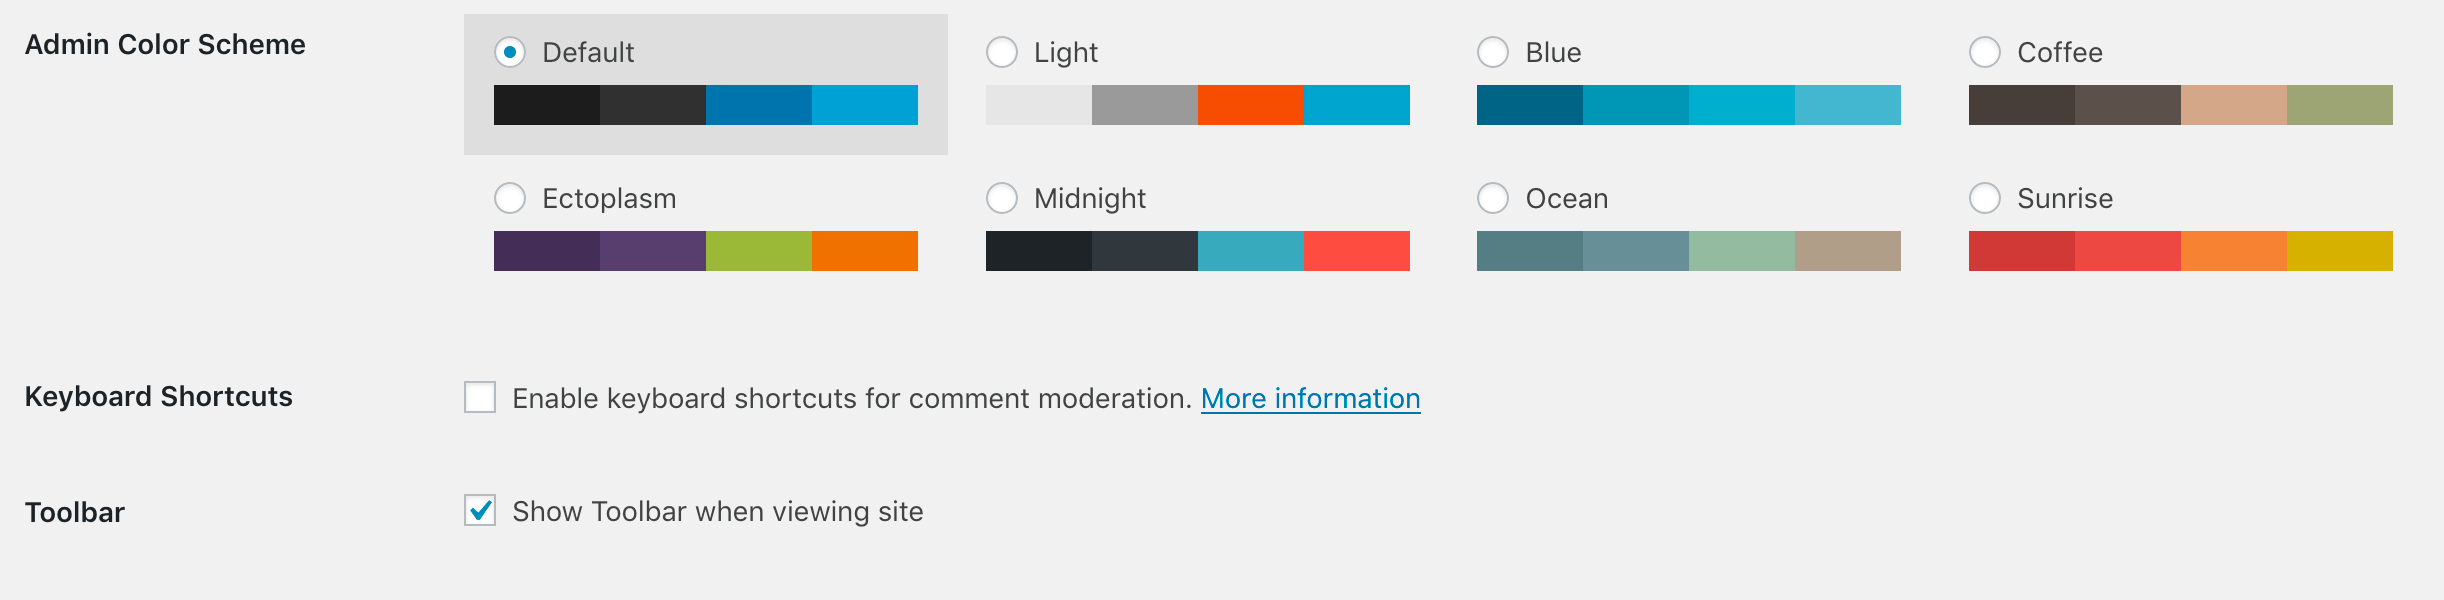 Admin Color Scheme
Default
Light
Blue
Coffee
Ectoplasm
Midnight
Ocean
Sunrise
Keyboard Shortcuts
Enable keyboard shortcuts for comment moderation. More information
Toolbar
Show Toolbar when viewing site